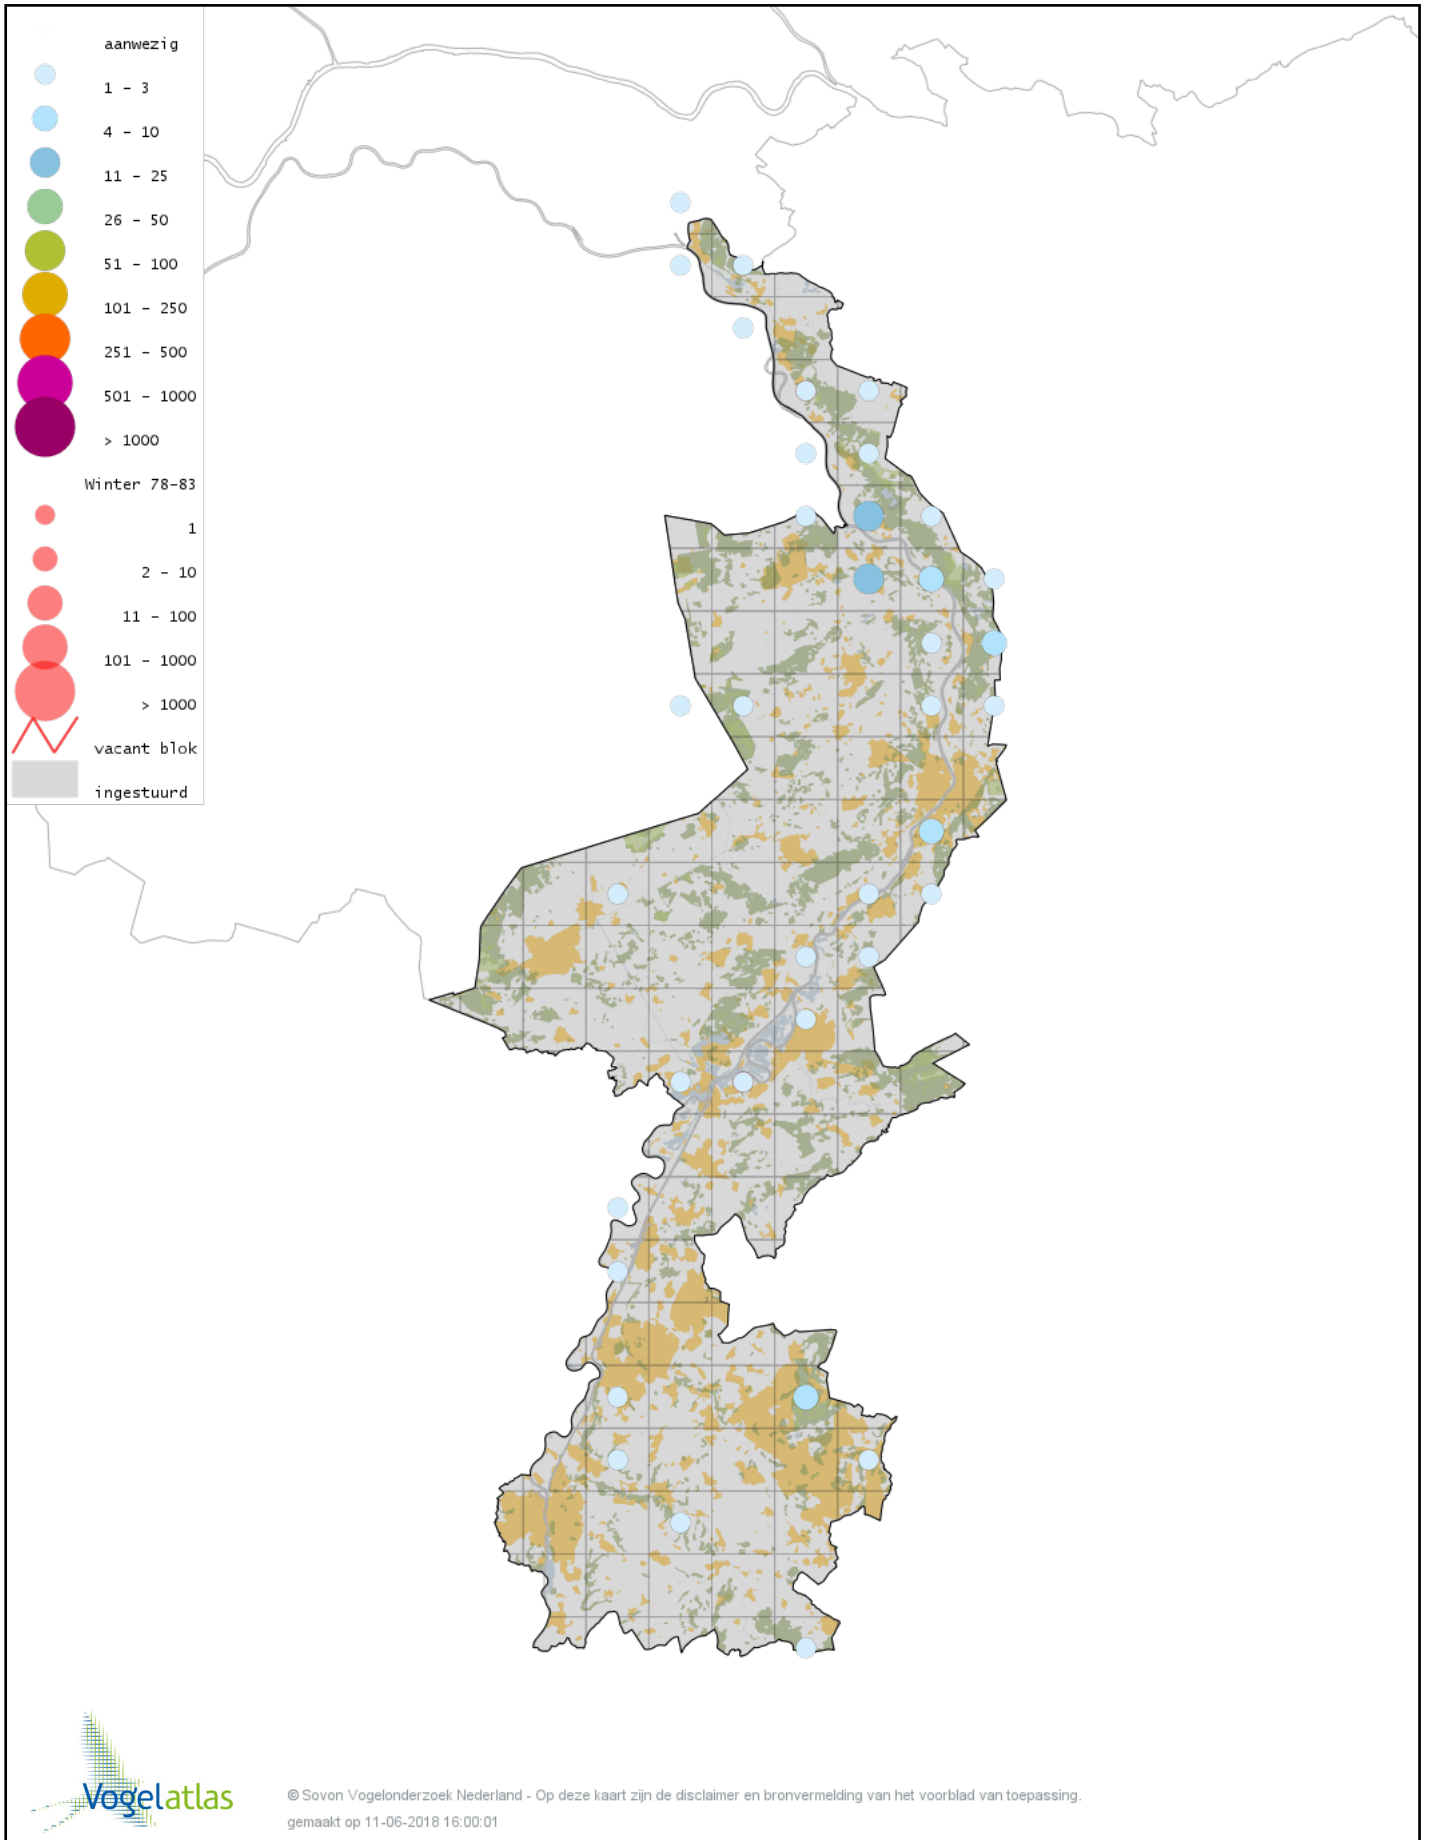 aanwezig
1 – 3
4 – 10
11 – 25
26 – 50
51 – 100
101 – 250
251 – 500
501 – 1000
> 1000
Winter 78–83
1
2 – 10
11 – 100
101 – 1000
> 1000
vacant blok
ingestuurd
Vogelatlas
© Sovon Vogelonderzoek Nederland - Op deze kaart zijn de disclaimer en bronvermelding van het voorblad van toepassing.
gemaakt op 11-06-2018 16:00:01